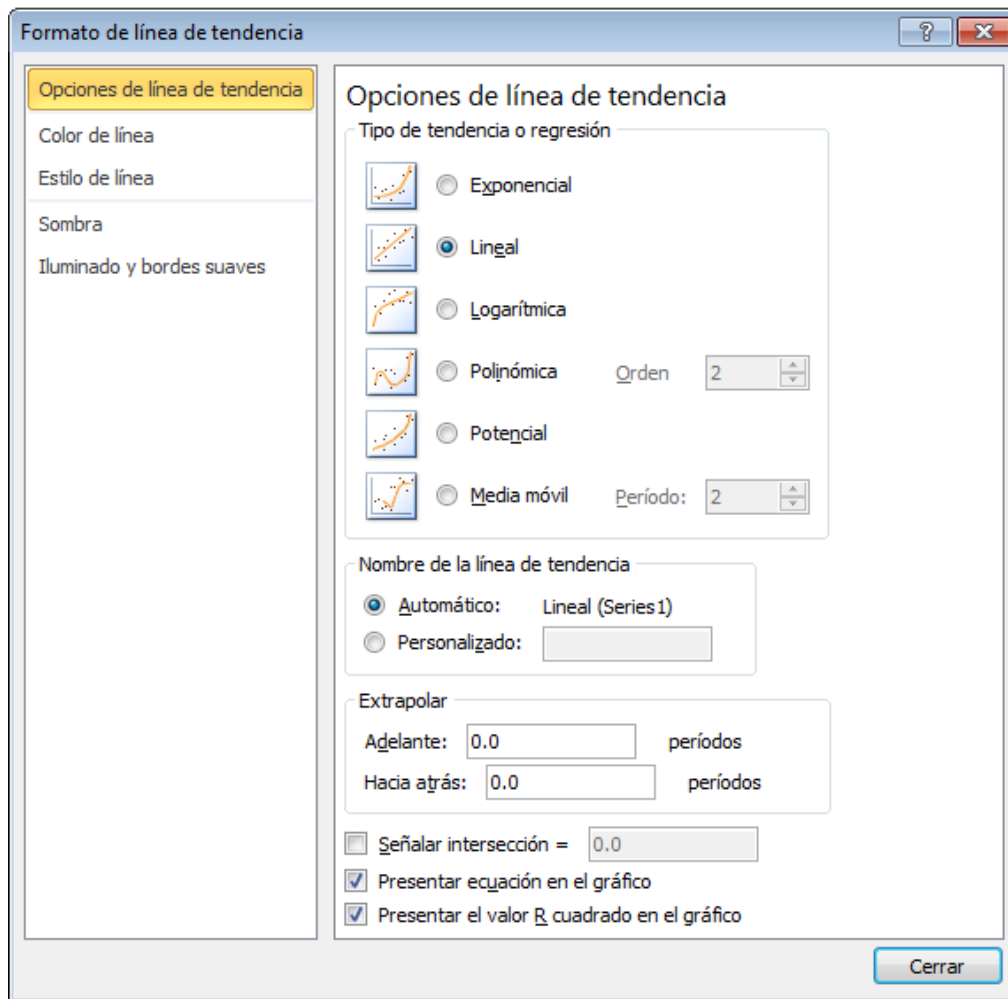 Formato de línea de tendencia
Opciones de línea de tendencia
Color de línea
Estilo de línea
Sombra
Iluminado y bordes suaves
Opciones de línea de tendencia
Tipo de tendencia o regresión
Exponencial
Lineal
Logarítmica
Polinómica Orden 2
Potencial
Media móvil Período: 2
Nombre de la línea de tendencia
Automático: Lineal (Series1)
Personalizado:
Extrapolar
Adelante: 0.0 períodos
Hacia atrás: 0.0 períodos
Señalar intersección = 0.0
Presentar ecuación en el gráfico
Presentar el valor R cuadrado en el gráfico
Cerrar